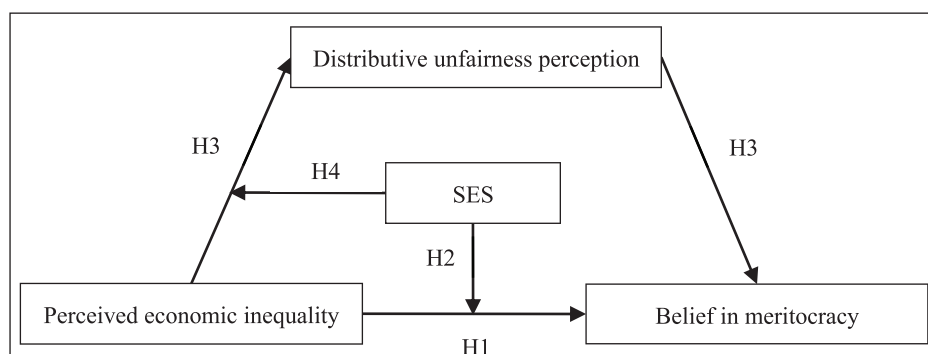 Distributive unfairness perception
H3
H3
H4
SES
H2
Perceived economic inequality
Belief in meritocracy
H1